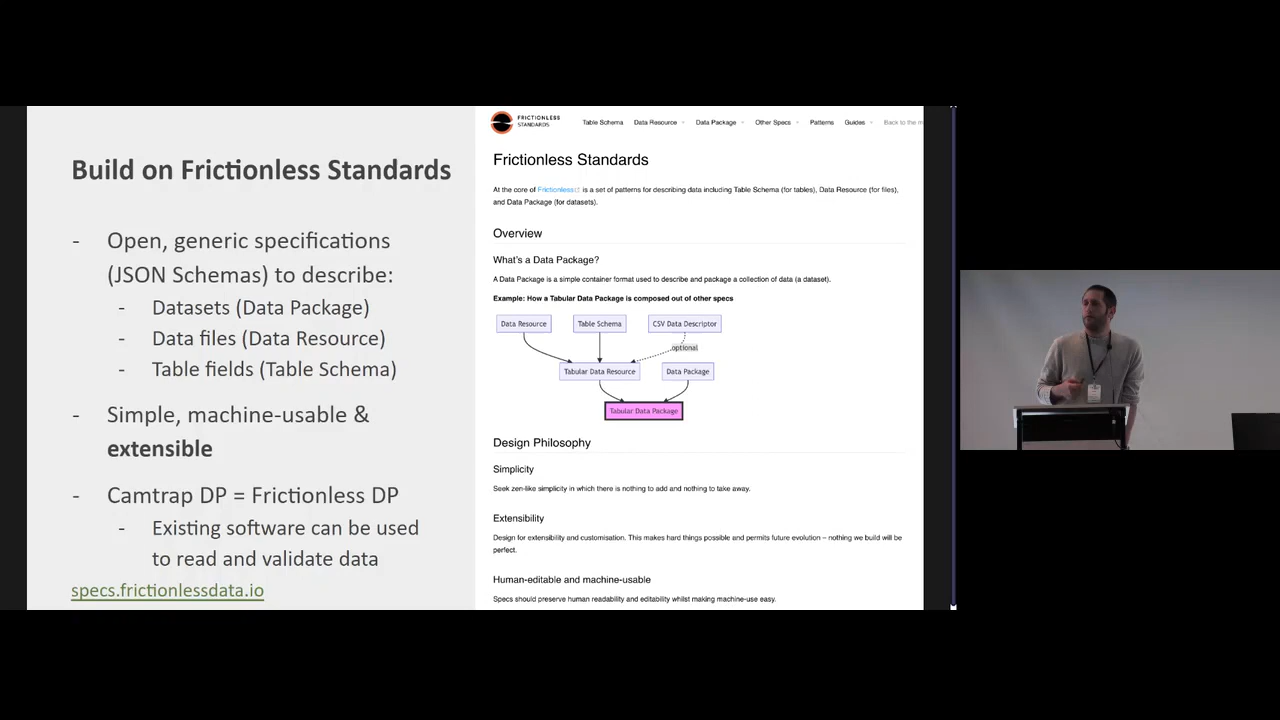 Build on Frictionless Standards
- Open, generic specifications
(JSON Schemas) to describe:
- Datasets (Data Package)
- Data files (Data Resource)
- Table fields (Table Schema)
- Simple, machine-usable &
extensible
- Camtrap DP = Frictionless DP
- Existing software can be used
to read and validate data
specs.frictionlessdata.io
FRICTIONLESS
STANDARDS
Table Schema Data Resource Data Package Other Specs Patterns Guides Back to the m
Frictionless Standards
At the core of Frictionless is a set of patterns for describing data including Table Schema (for tables), Data Resource (for files),
and Data Package (for datasets).
Overview
What's a Data Package?
A Data Package is a simple container format used to describe and package a collection of data (a dataset).
Example: How a Tabular Data Package is composed out of other specs
Data Resource Table Schema CSV Data Descriptor
optional
Tabular Data Resource Data Package
Tabular Data Package
Design Philosophy
Simplicity
Seek zen-like simplicity in which there is nothing to add and nothing to take away.
Extensibility
Design for extensibility and customisation. This makes hard things possible and permits future evolution – nothing we build will be
perfect.
Human-editable and machine-usable
Specs should preserve human readability and editability whilst making machine-use easy.